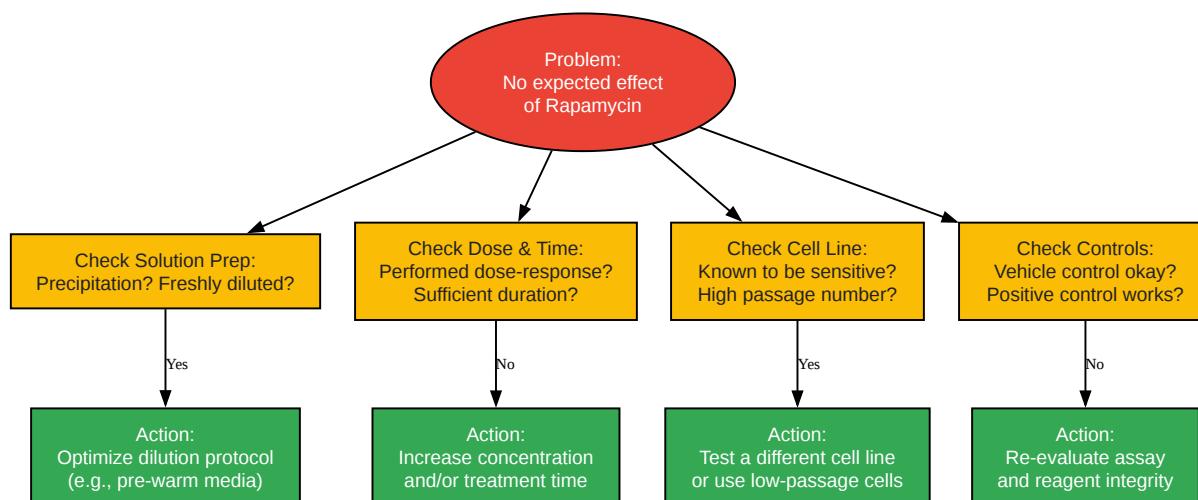 Problem:
No expected effect
of Rapamycin
Check Solution Prep:
Precipitation? Freshly diluted?
Check Dose & Time:
Performed dose-response?
Sufficient duration?
Check Cell Line:
Known to be sensitive?
High passage number?
Check Controls:
Vehicle control okay?
Positive control works?
Yes
No
Yes
No
Action:
Optimize dilution protocol
(e.g., pre-warm media)
Action:
Increase concentration
and/or treatment time
Action:
Test a different cell line
or use low-passage cells
Action:
Re-evaluate assay
and reagent integrity